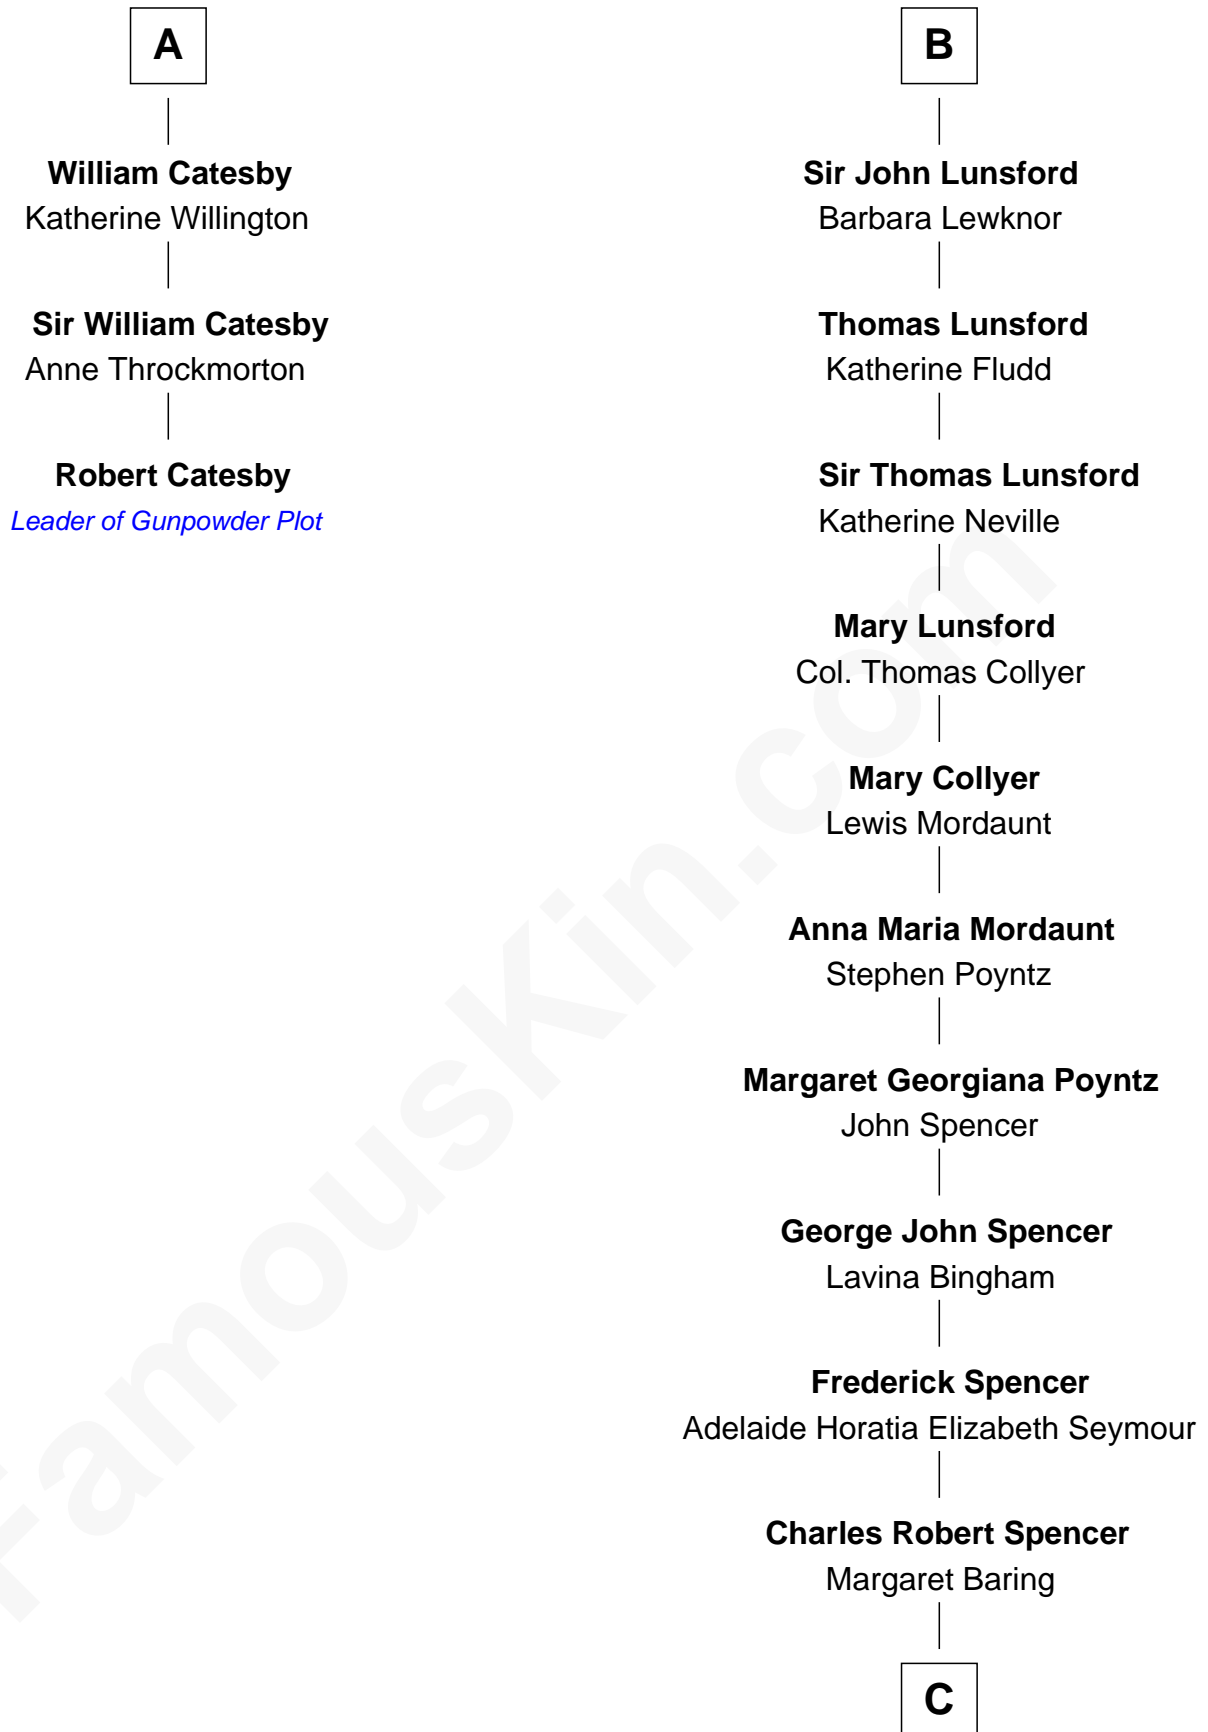 A
William Catesby
Katherine Willington
Sir William Catesby
Anne Throckmorton
Robert Catesby
Leader of Gunpowder Plot
B
Sir John Lunsford
Barbara Lewknor
Thomas Lunsford
Katherine Fludd
Sir Thomas Lunsford
Katherine Neville
Mary Lunsford
Col. Thomas Collyer
Mary Collyer
Lewis Mordaunt
Anna Maria Mordaunt
Stephen Poyntz
Margaret Georgiana Poyntz
John Spencer
George John Spencer
Lavina Bingham
Frederick Spencer
Adelaide Horatia Elizabeth Seymour
Charles Robert Spencer
Margaret Baring
C
FamousKin.com